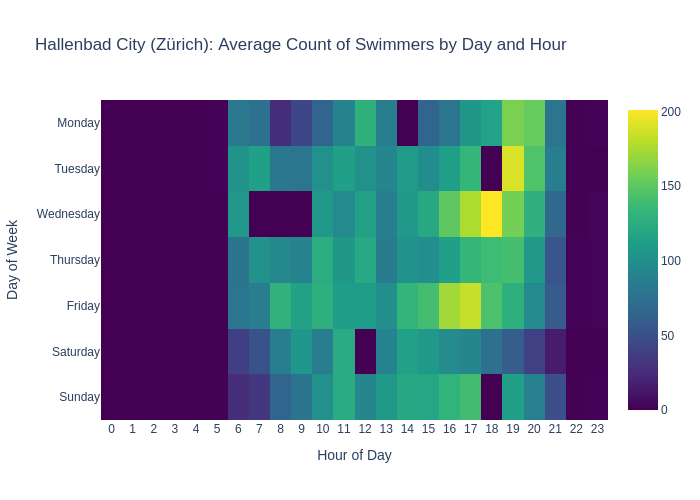 Hallenbad City (Zürich): Average Count of Swimmers by Day and Hour
Day of Week
Monday
Tuesday
Wednesday
Thursday
Friday
Saturday
Sunday
0 1 2 3 4 5 6 7 8 9 10 11 12 13 14 15 16 17 18 19 20 21 22 23
Hour of Day
200
150
100
50
0